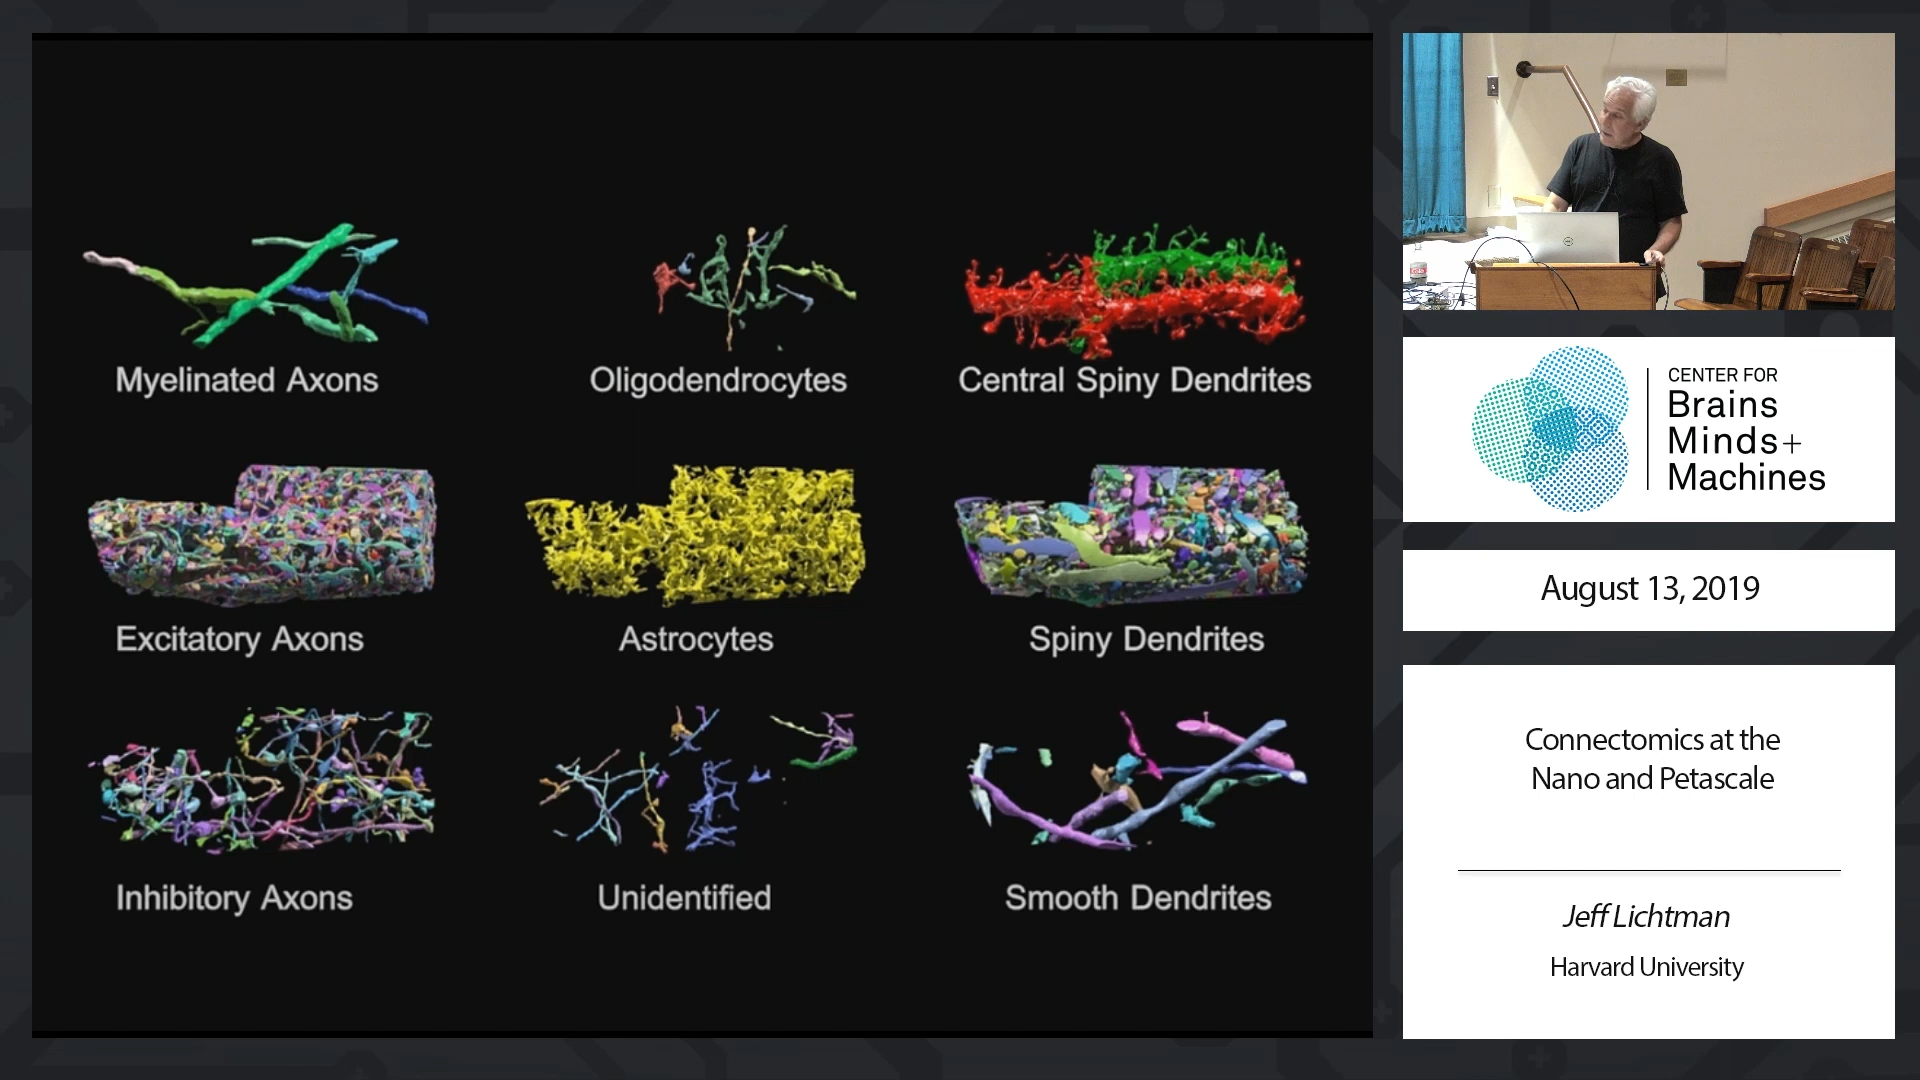 Myelinated Axons
Oligodendrocytes
Central Spiny Dendrites
Excitatory Axons
Astrocytes
Spiny Dendrites
Inhibitory Axons
Unidentified
Smooth Dendrites
CENTER FOR
Brains
Minds+
Machines
August 13, 2019
Connectomics at the
Nano and Petascale
Jeff Lichtman
Harvard University